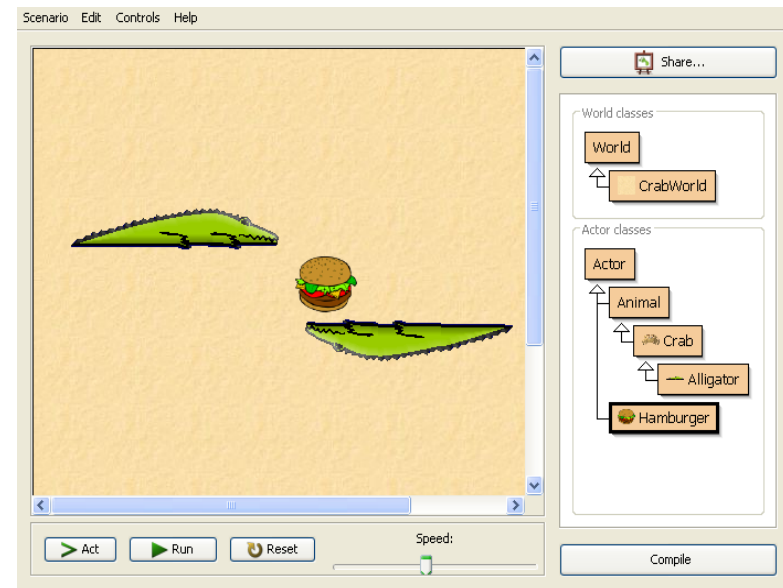 Scenario Edit Controls Help
Share...
World classes
World
CrabWorld
Actor classes
Actor
Animal
Crab
Alligator
Hamburger
Act Run Reset Speed:
Compile